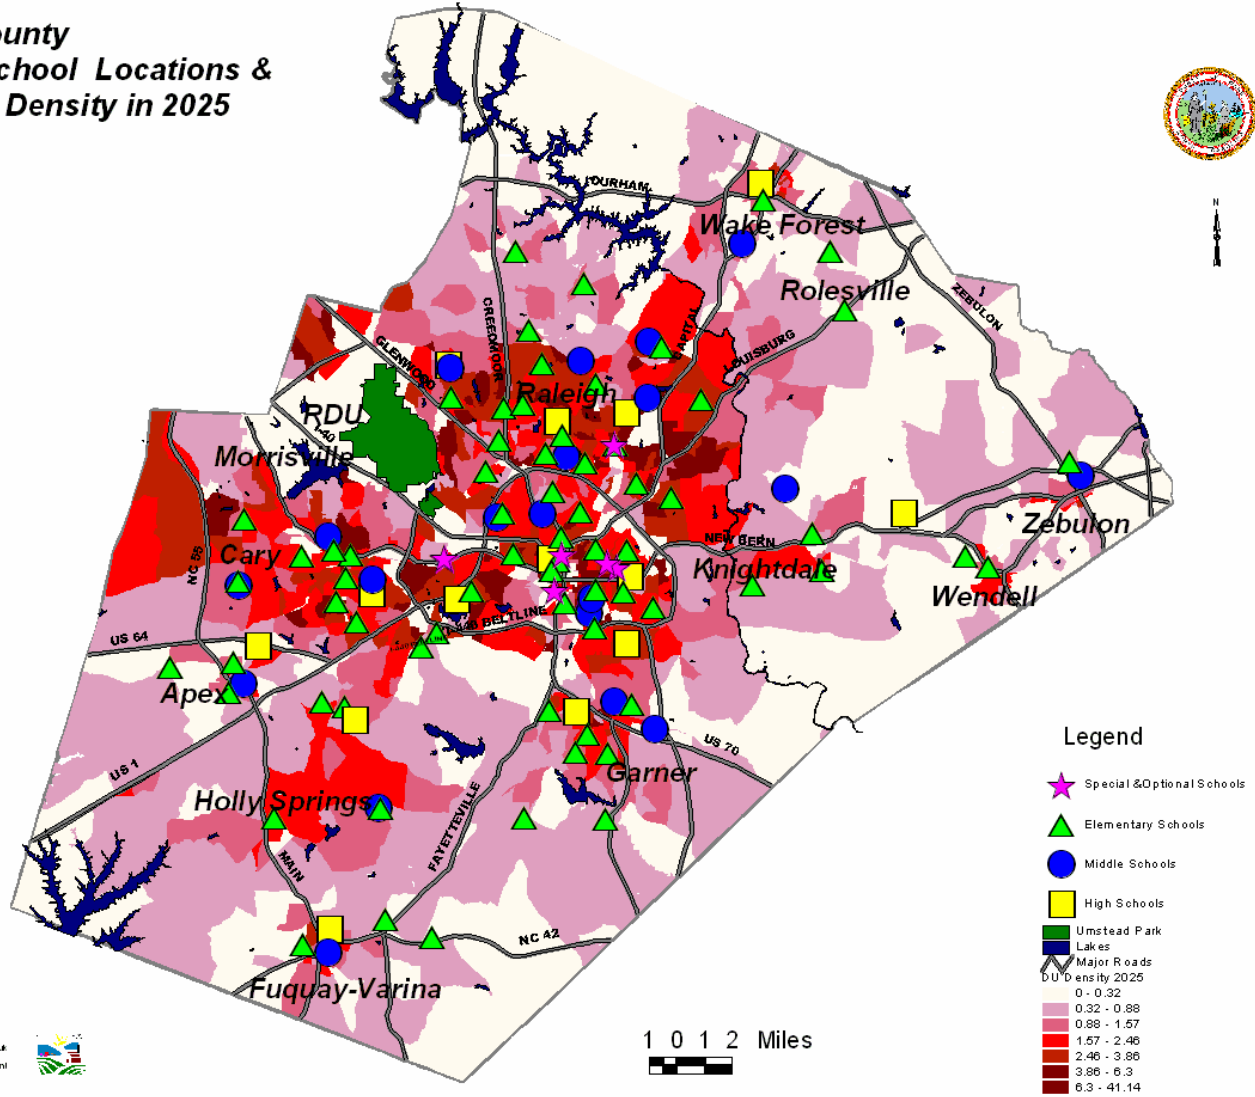 ounty
chool Locations &
Density in 2025
N
DURHAM
Wake Forest
Rolesville
ZEBULON
CREEDMOOR
CAPITAL
GLENWOOD
LOUISBURG
Raleigh
RDU
I-40
Morrisville
Zebulon
NEW BERN
Cary
NC 55
Knightdale
Wendell
I-440 BELTLINE
US 64
Apex
US 70
US 1
Garner
Holly Springs
FAYETTEVILLE
MAIN
NC 42
Fuquay-Varina
Legend
Special &Optional Schools
Elementary Schools
Middle Schools
High Schools
Umstead Park
Lakes
Major Roads
DU Density 2025
0 - 0.32
0.32 - 0.88
0.88 - 1.57
1.57 - 2.46
2.46 - 3.86
3.86 - 6.3
6.3 - 41.14
1 0 1 2 Miles